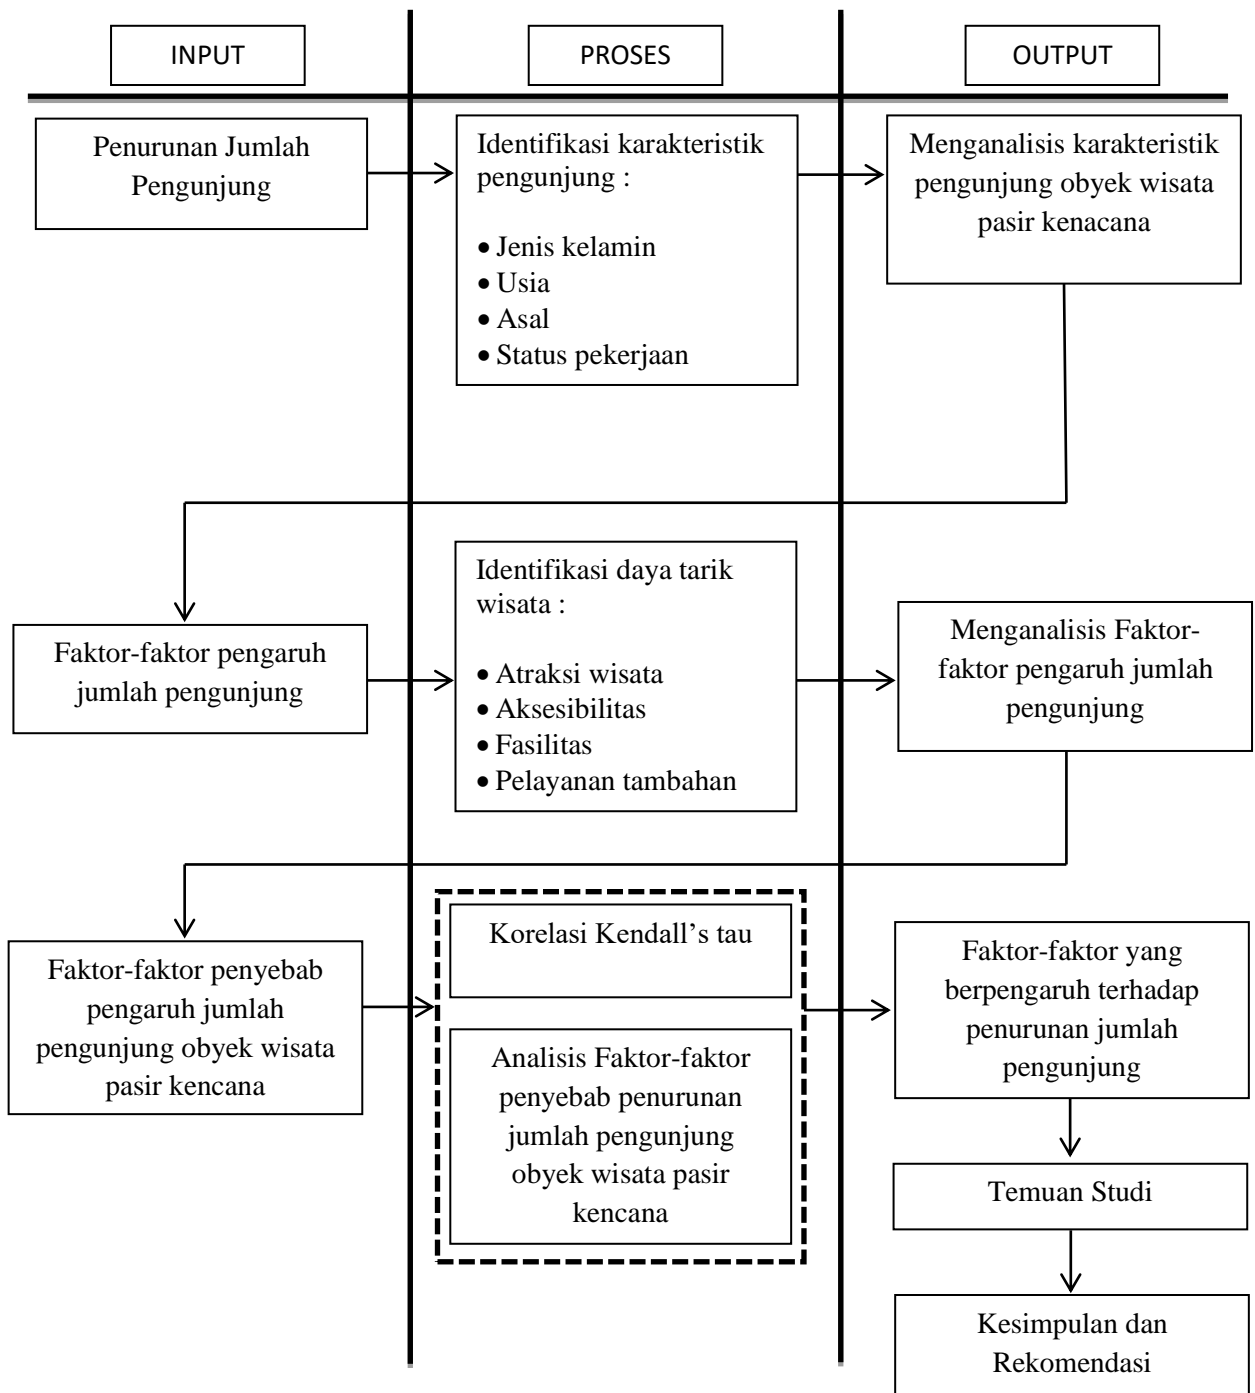 INPUT
PROSES
OUTPUT
Penurunan Jumlah
Pengunjung
Identifikasi karakteristik
pengunjung :
• Jenis kelamin
• Usia
• Asal
• Status pekerjaan
Menganalisis karakteristik
pengunjung obyek wisata
pasir kenacana
Faktor-faktor pengaruh
jumlah pengunjung
Identifikasi daya tarik
wisata :
• Atraksi wisata
• Aksesibilitas
• Fasilitas
• Pelayanan tambahan
Menganalisis Faktor-
faktor pengaruh jumlah
pengunjung
Faktor-faktor penyebab
pengaruh jumlah
pengunjung obyek wisata
pasir kencana
Korelasi Kendall’s tau
Analisis Faktor-faktor
penyebab penurunan
jumlah pengunjung
obyek wisata pasir
kencana
Faktor-faktor yang
berpengaruh terhadap
penurunan jumlah
pengunjung
Temuan Studi
Kesimpulan dan
Rekomendasi